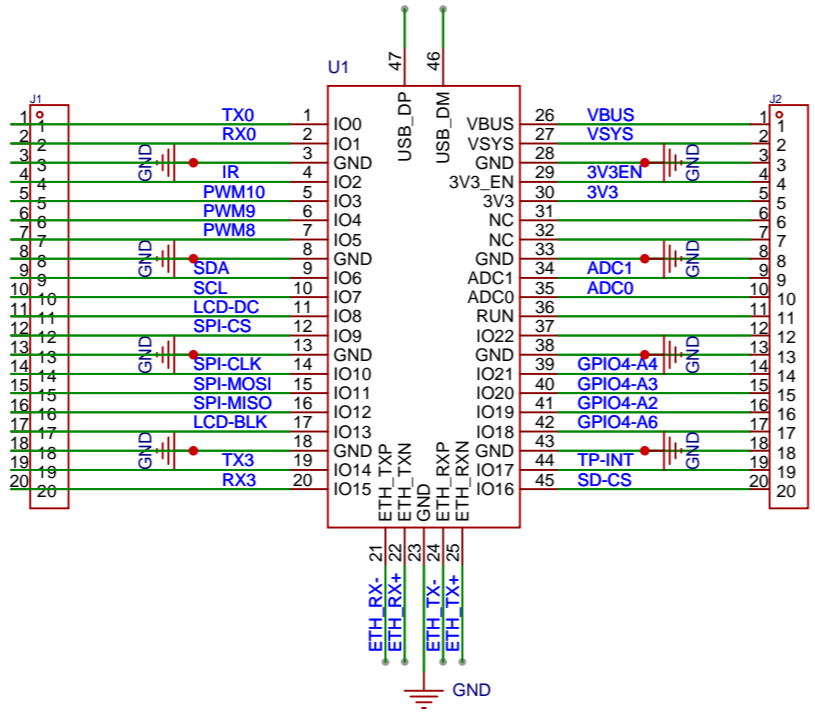 47 46
U1
USB_DP USB_DM
J1 J2
1 1 TX0 1 IO0 VBUS 26 VBUS 1 1
2 2 RX0 2 IO1 VSYS 27 VSYS 2 2
3 3 GND 3 GND GND 28 GND 3 3
4 4 IR 4 IO2 3V3_EN 29 3V3EN 4 4
5 5 PWM10 5 IO3 3V3 30 3V3 5 5
6 6 PWM9 6 IO4 NC 31 6 6
7 7 PWM8 7 IO5 NC 32 7 7
8 8 GND 8 GND GND 33 GND 8 8
9 9 SDA 9 IO6 ADC1 34 ADC1 9 9
10 10 SCL 10 IO7 ADC0 35 ADC0 10 10
11 11 LCD-DC 11 IO8 RUN 36 11 11
12 12 SPI-CS 12 IO9 IO22 37 12 12
13 13 GND 13 GND GND 38 GND 13 13
14 14 SPI-CLK 14 IO10 IO21 39 GPIO4-A4 14 14
15 15 SPI-MOSI 15 IO11 IO20 40 GPIO4-A3 15 15
16 16 SPI-MISO 16 IO12 IO19 41 GPIO4-A2 16 16
17 17 LCD-BLK 17 IO13 IO18 42 GPIO4-A6 17 17
18 18 GND 18 GND GND 43 GND 18 18
19 19 TX3 19 IO14 IO17 44 TP-INT 19 19
20 20 RX3 20 IO15 IO16 45 SD-CS 20 20
ETH_TXP ETH_TXN GND ETH_RXP ETH_RXN
21 22 23 24 25
ETH_RX- ETH_RX+ ETH_TX- ETH_TX+
GND